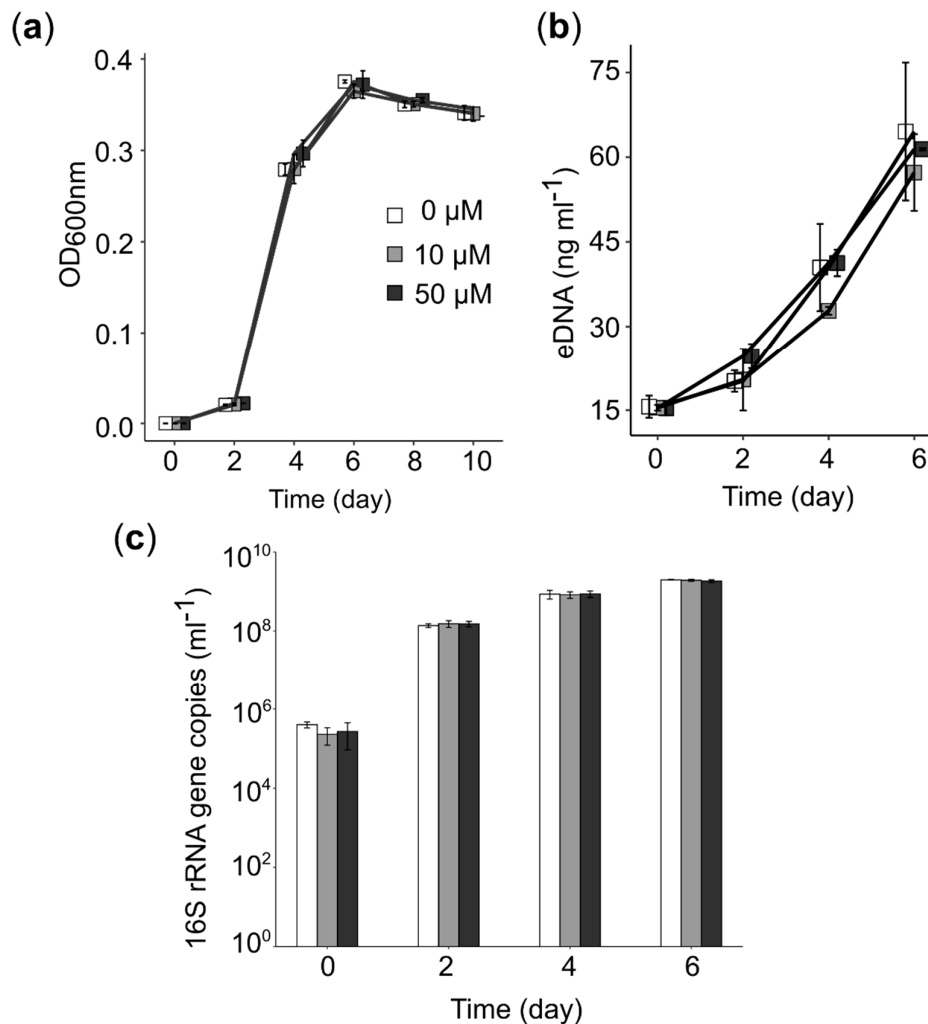 (a)
0.4
0.3
0.2
0.1
0.0
OD600nm
0 µM
10 µM
50 µM
0 2 4 6 8 10
Time (day)
(b)
75
60
45
30
15
eDNA (ng ml⁻¹)
0 2 4 6
Time (day)
(c)
10¹⁰
10⁸
10⁶
10⁴
10²
10⁰
16S rRNA gene copies (ml⁻¹)
0 2 4 6
Time (day)